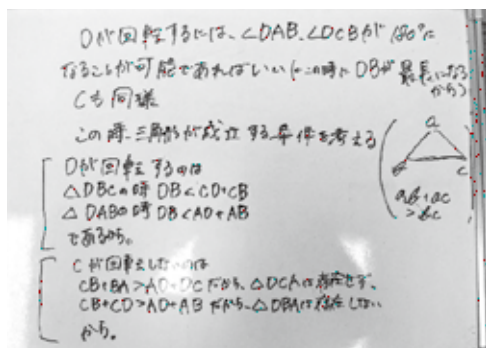 Dが回転するには、∠DAB、∠DCBが180°に
なることが可能であればいい(←この時にDBが最長になるから)
Cも同様
この時、三角形が成立する条件を考える
Dが回転するのは
△DBCの時 DB<CD+CB
△DABの時 DB<AD+AB
であるから。
Cが回転しないのは
CB+BA>AD+DCだから、△DCAは存在せず、
CB+CD>AD+ABだから、△DBAは存在しない
から。
a
c
ab+ac
>bc